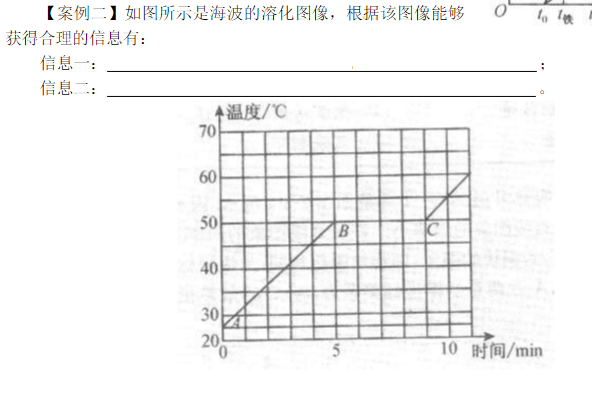 【案例二】如图所示是海波的溶化图像，根据该图像能够
O t₀ t铁 t
获得合理的信息有：
信息一：；
信息二：。
温度/℃
70
60
50
B
C
40
30
A
20
0
5
10
时间/min